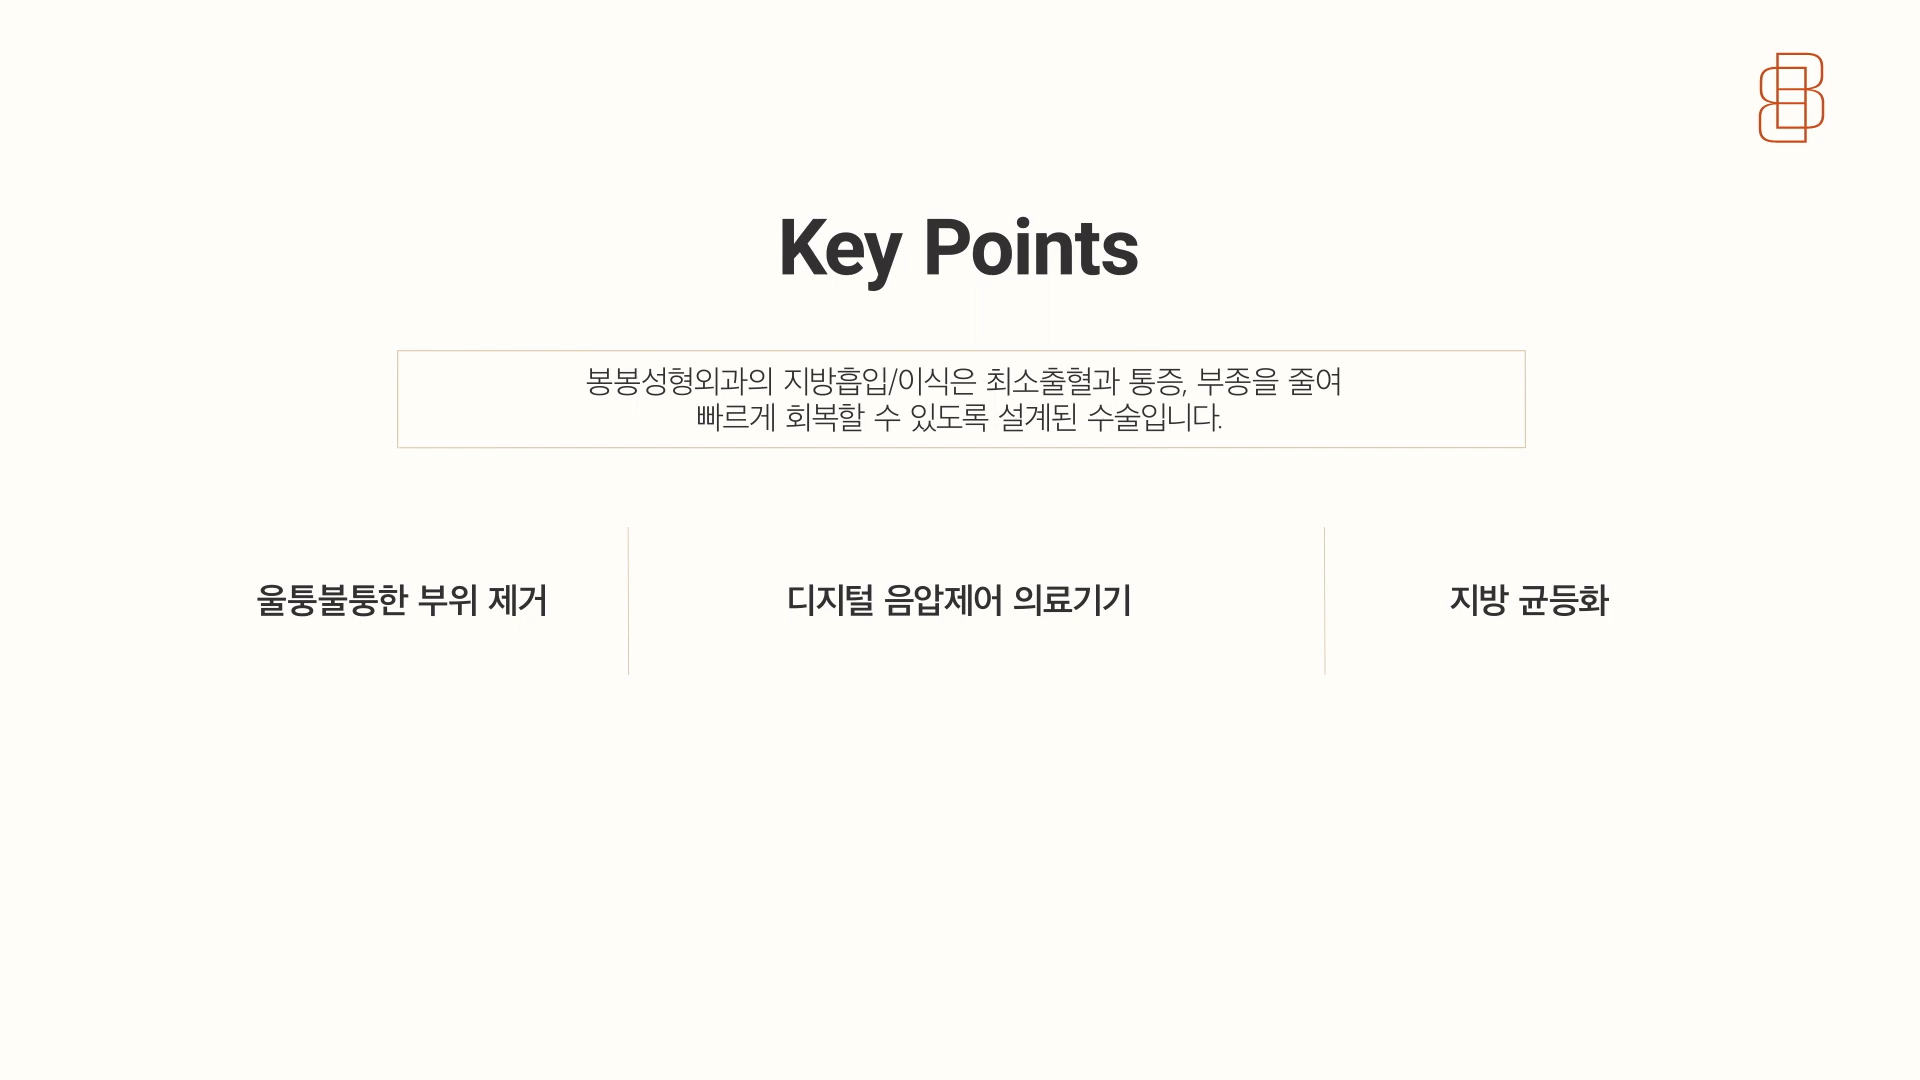 Key Points
봉봉성형외과의 지방흡입/이식은 최소출혈과 통증, 부종을 줄여
빠르게 회복할 수 있도록 설계된 수술입니다.
울퉁불퉁한 부위 제거
디지털 음압제어 의료기기
지방 균등화